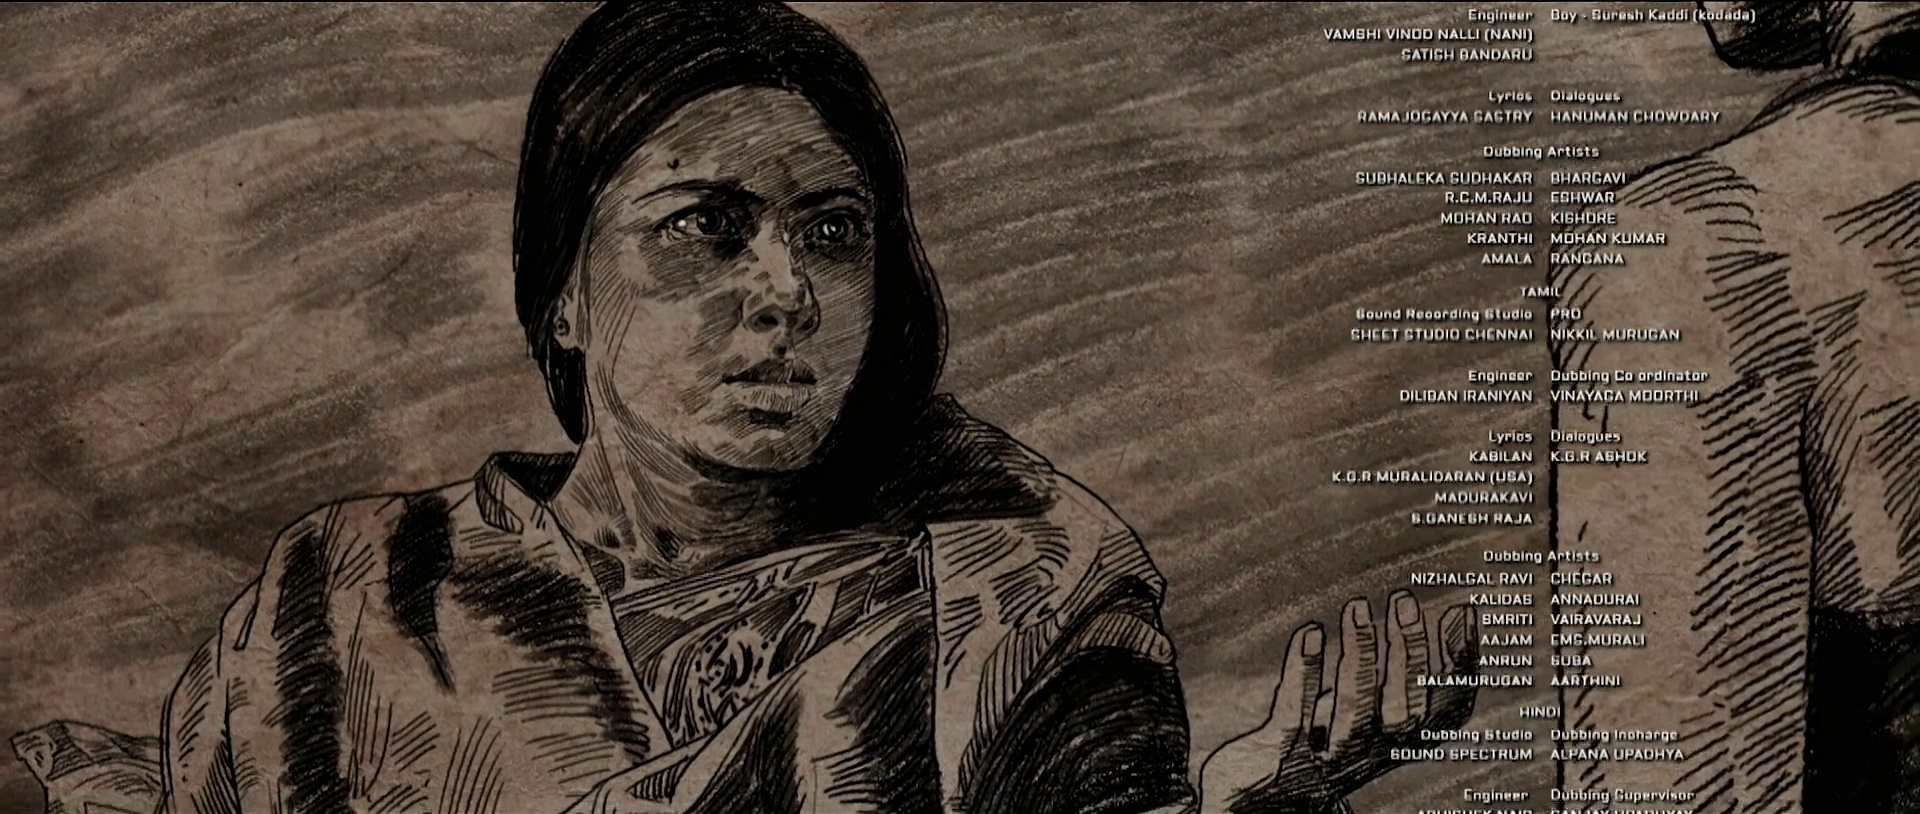 Engineer Boy - Suresh Kaddi (kodada)
VAMSHI VINOD NALLI (NANI)
SATISH BANDARU
Lyrics Dialogues
RAMAJOGAYYA SASTRY HANUMAN CHOWDARY
Dubbing Artists
SUBHALEKA SUDHAKAR BHARGAVI
R.C.M.RAJU ESHWAR
MOHAN RAO KISHORE
KRANTHI MOHAN KUMAR
AMALA RANGANA
TAMIL
Sound Recording Studio PRO
SHEET STUDIO CHENNAI NIKKIL MURUGAN
Engineer Dubbing Co ordinator
DILIBAN IRANIYAN VINAYAGA MOORTHI
Lyrics Dialogues
KABILAN K.G.R ASHOK
K.G.R MURALIDARAN (USA)
MADURAKAVI
S.GANESH RAJA
Dubbing Artists
NIZHALGAL RAVI CHEGAR
KALIDAS ANNADURAI
SMRITI VAIRAVARAJ
AAJAM EMS.MURALI
ANRUN SUBA
BALAMURUGAN AARTHINI
HINDI
Dubbing Studio Dubbing Incharge
SOUND SPECTRUM ALPANA UPADHYA
Engineer Dubbing Supervisor